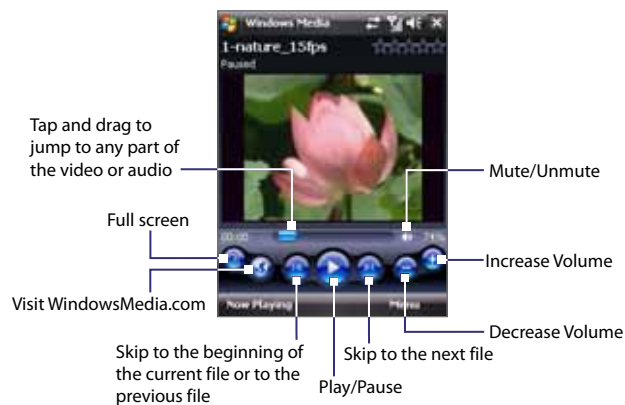 Windows Media
1-nature_15fps
Paused
Tap and drag to
jump to any part of
the video or audio
Mute/Unmute
Full screen
00:05
74%
Increase Volume
Visit WindowsMedia.com
Now Playing
Menu
Decrease Volume
Skip to the beginning of
the current file or to the
previous file
Skip to the next file
Play/Pause